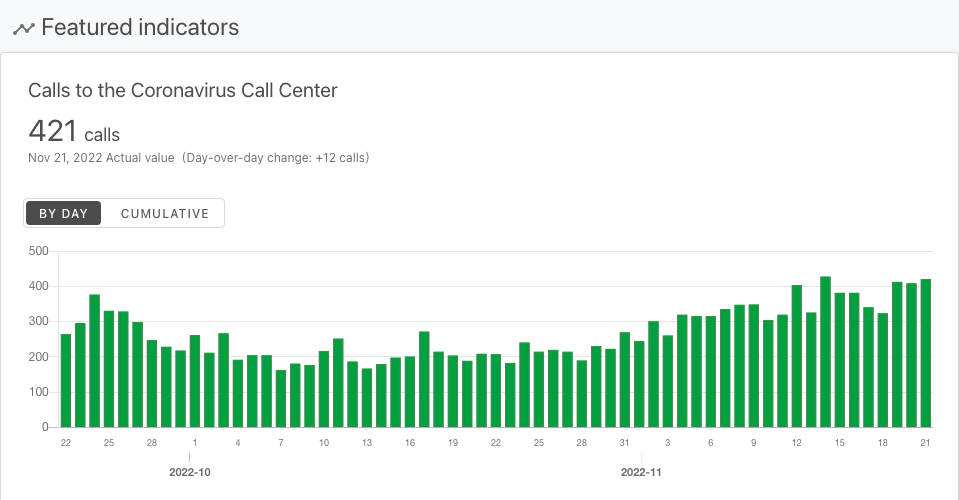 Featured indicators
Calls to the Coronavirus Call Center
421 calls
Nov 21, 2022 Actual value (Day-over-day change: +12 calls)
BY DAY CUMULATIVE
500
400
300
200
100
0
22 25 28 1 4 7 10 13 16 19 22 25 28 31 3 6 9 12 15 18 21
2022-10 2022-11